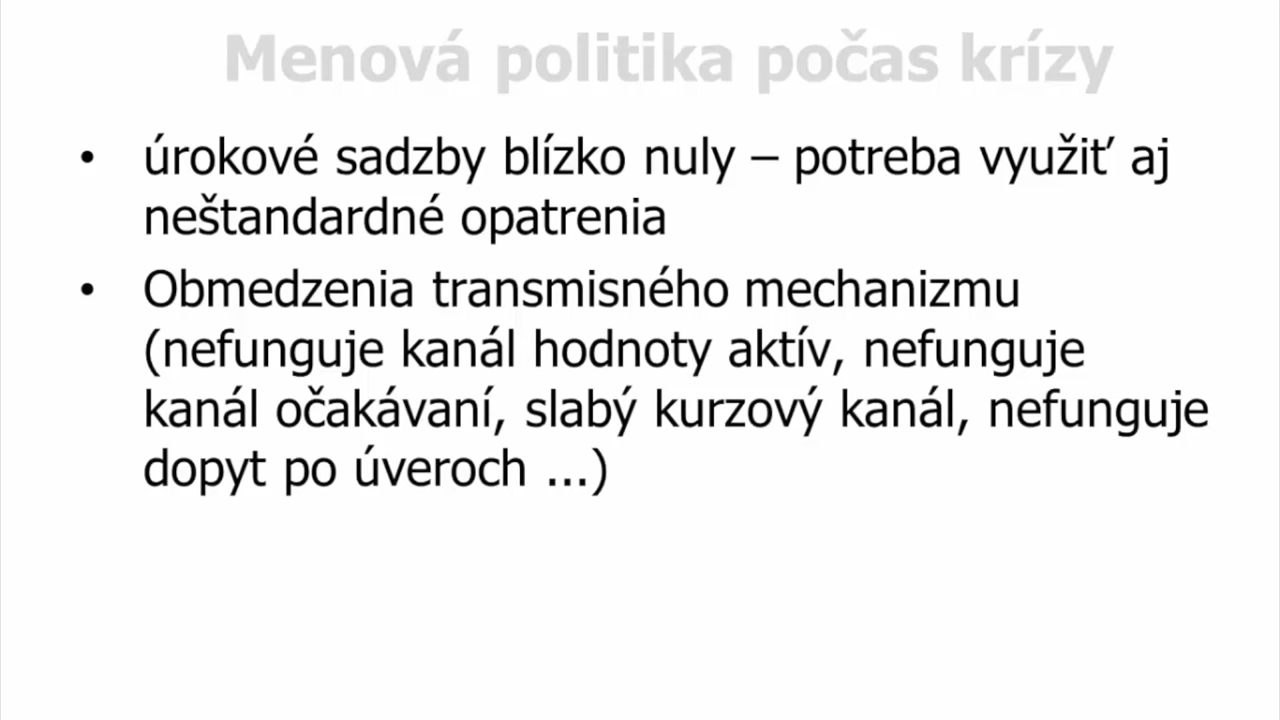 Menová politika počas krízy
• úrokové sadzby blízko nuly – potreba využiť aj
neštandardné opatrenia
• Obmedzenia transmisného mechanizmu
(nefunguje kanál hodnoty aktív, nefunguje
kanál očakávaní, slabý kurzový kanál, nefunguje
dopyt po úveroch ...)